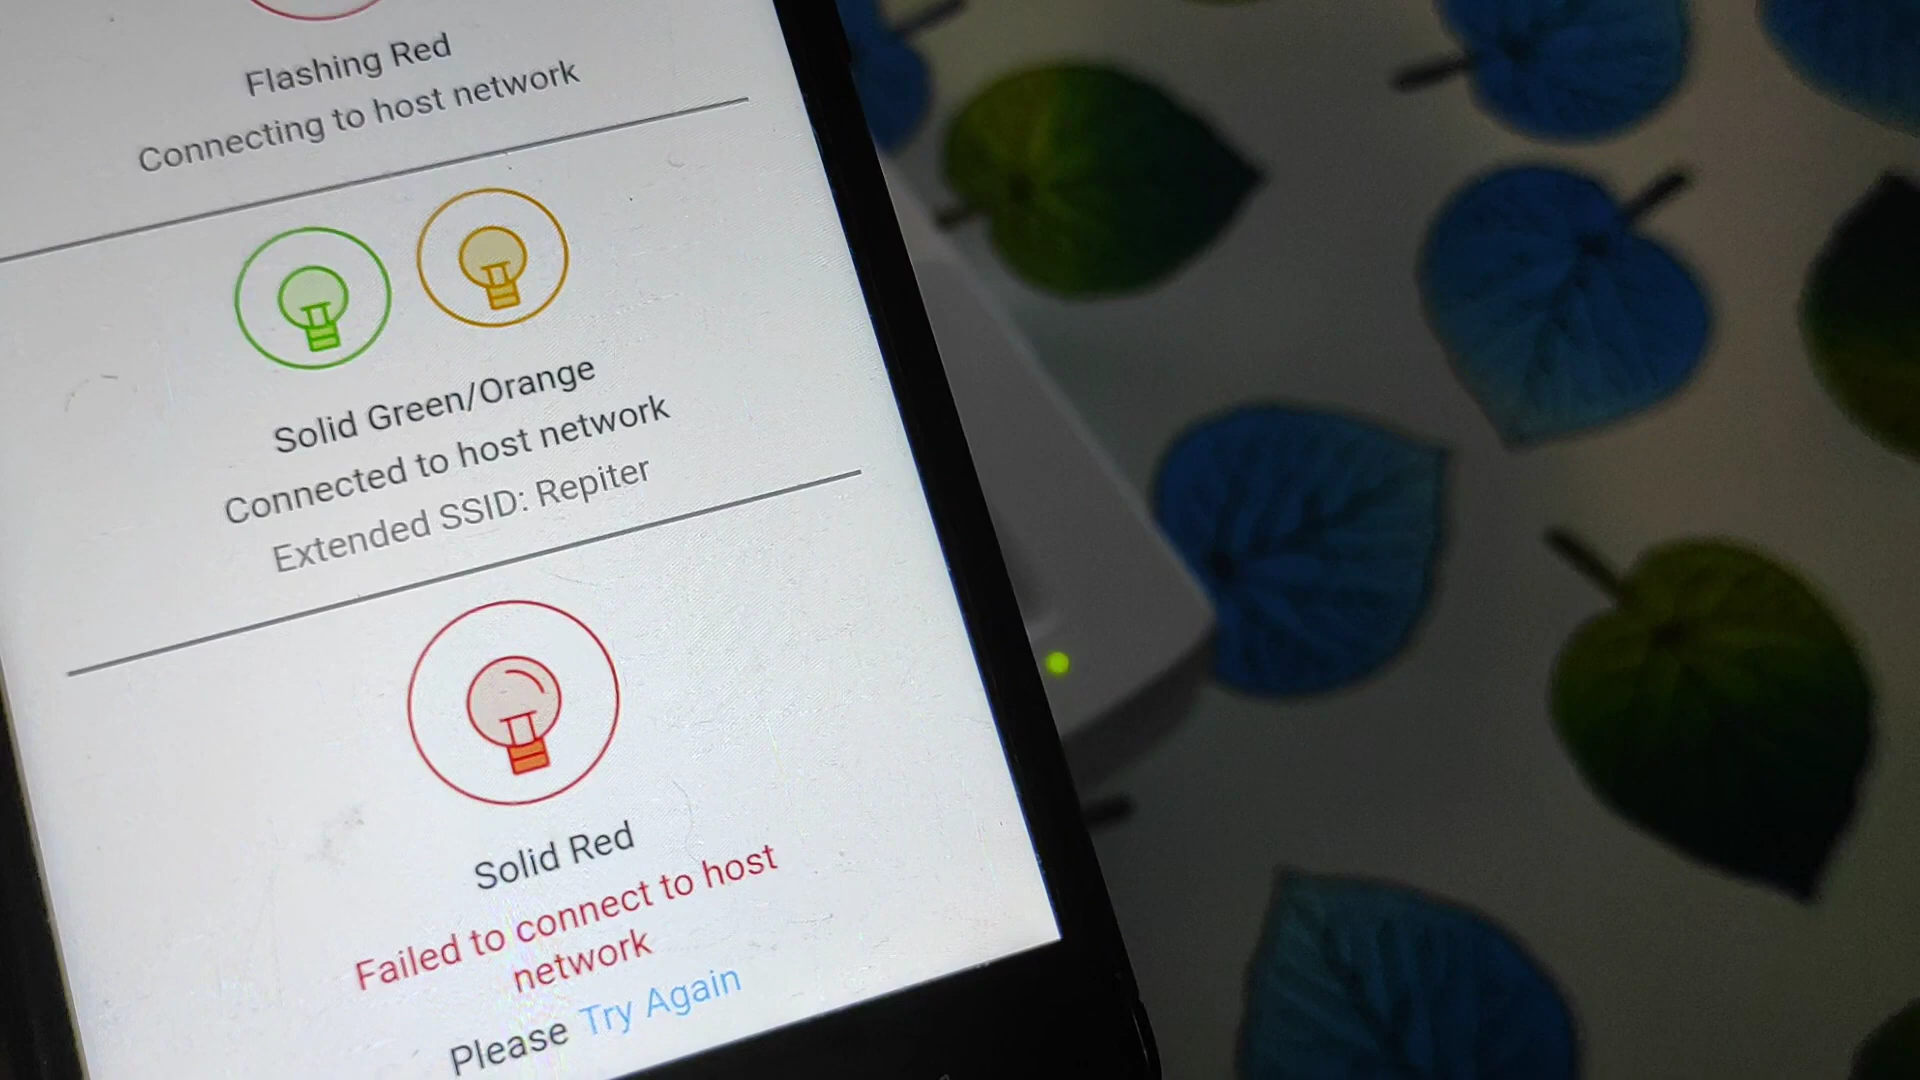 Flashing Red
Connecting to host network
Solid Green/Orange
Connected to host network
Extended SSID: Repiter
Solid Red
Failed to connect to host
network
Please Try Again